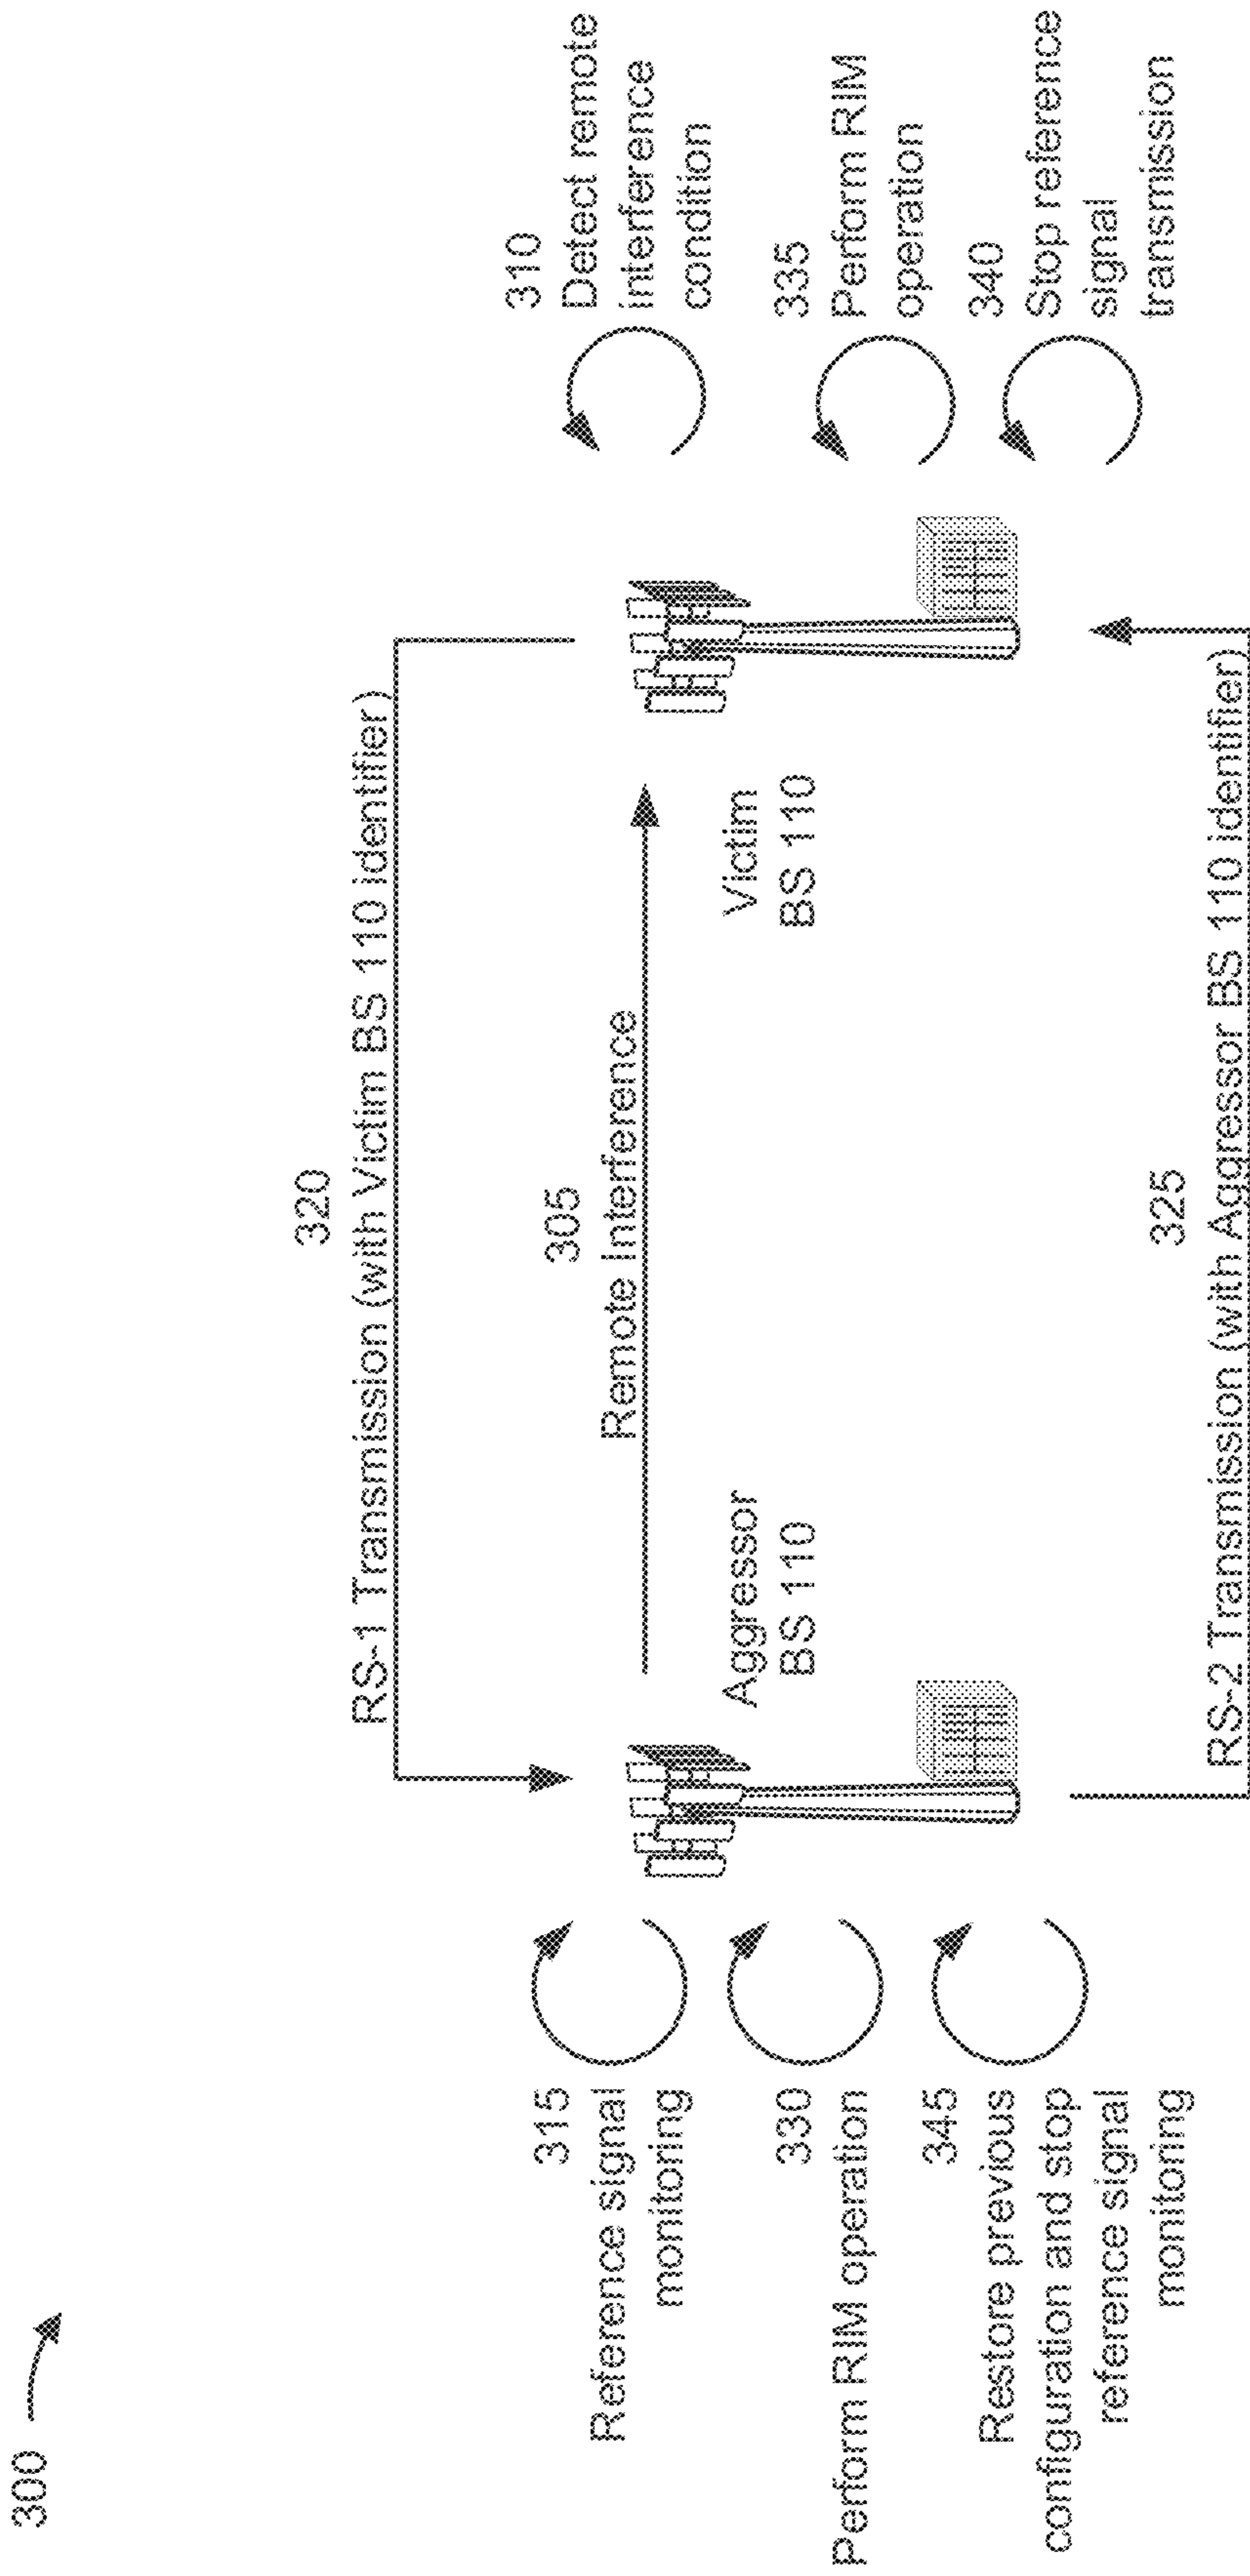 300
320
RS-1 Transmission (with Victim BS 110 identifier)
315
Reference signal
monitoring
305
Remote Interference
310
Detect remote
interference
condition
Aggressor
BS 110
Victim
BS 110
330
Perform RIM operation
335
Perform RIM
operation
345
Restore previous
configuration and stop
reference signal
monitoring
340
Stop reference
signal
transmission
325
RS-2 Transmission (with Aggressor BS 110 identifier)